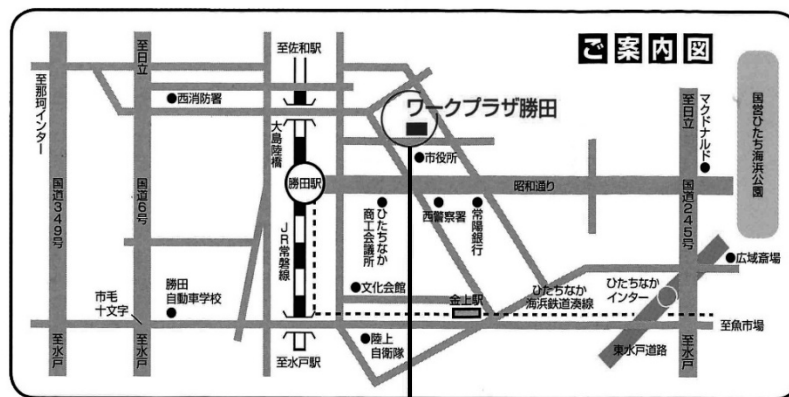 ご案内図
至佐和駅
至日立
至那珂インター
西消防署
大島陸橋
ワークプラザ勝田
市役所
至日立
マクドナルド
国営ひたち海浜公園
勝田駅
昭和通り
国道349号
国道6号
JR常磐線
ひたちなか
商工会議所
西警察署
常陽銀行
国道245号
広域斎場
勝田
自動車学校
文化会館
金上駅
ひたちなか
海浜鉄道湊線
ひたちなか
インター
市毛
十文字
至魚市場
至水戸
至水戸
至水戸駅
陸上
自衛隊
東水戸道路
至水戸